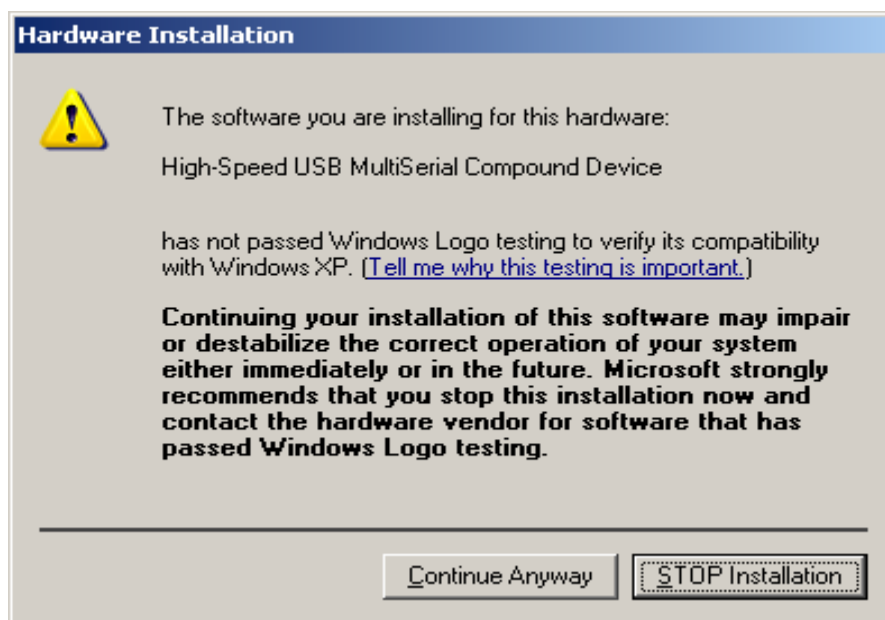 Hardware Installation
The software you are installing for this hardware:
High-Speed USB MultiSerial Compound Device
has not passed Windows Logo testing to verify its compatibility
with Windows XP. (Tell me why this testing is important.)
Continuing your installation of this software may impair
or destabilize the correct operation of your system
either immediately or in the future. Microsoft strongly
recommends that you stop this installation now and
contact the hardware vendor for software that has
passed Windows Logo testing.
Continue Anyway
STOP Installation